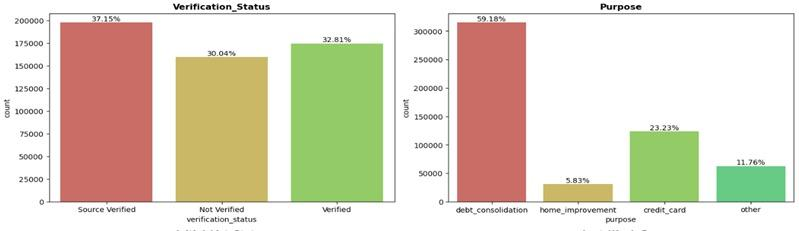 Verification_Status
37.15%
200000
175000
150000
125000
100000
75000
50000
25000
0
count
30.04%
32.81%
Source Verified
Not Verified
Verified
verification_status
Purpose
59.18%
300000
250000
200000
150000
100000
50000
0
count
5.83%
23.23%
11.76%
debt_consolidation
home_improvement
credit_card
other
purpose